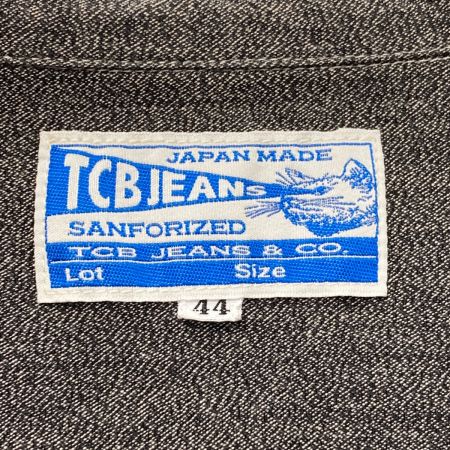 JAPAN MADE
TCB JEANS
SANFORIZED
TCB JEANS & CO.
Lot Size
44